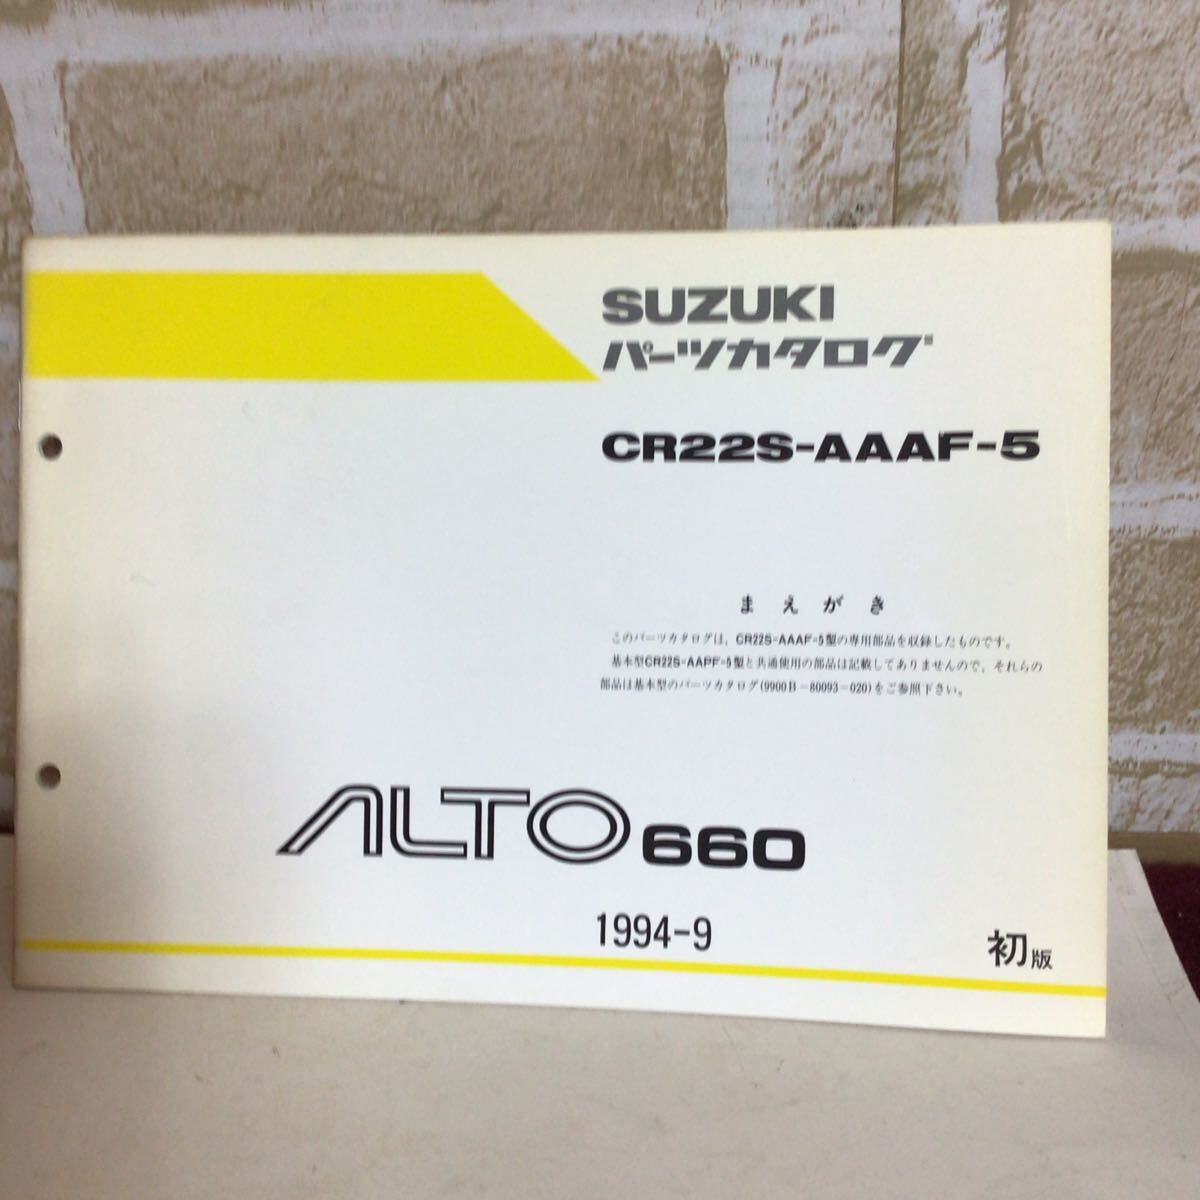 SUZUKI
パーツカタログ
CR22S-AAAF-5
まえがき
このパーツカタログは、CR22S-AAAF-5型の専用部品を収録したものです。
基本型CR22S-AAPF-5型と共通使用の部品は記載してありませんので、それらの
部品は基本型のパーツカタログ(9900B-80093-020)をご参照下さい。
ALTO 660
1994-9
初版